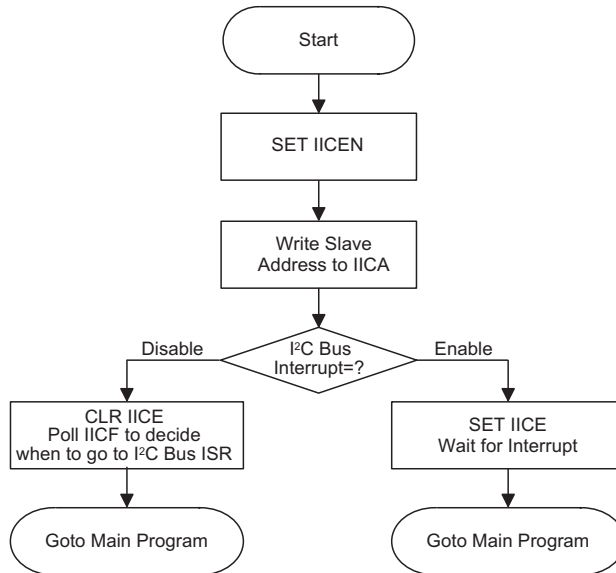 Start
SET IICEN
Write Slave
Address to IICA
I²C Bus
Interrupt=?
Disable
Enable
CLR IICE
Poll IICF to decide
when to go to I²C Bus ISR
SET IICE
Wait for Interrupt
Goto Main Program
Goto Main Program